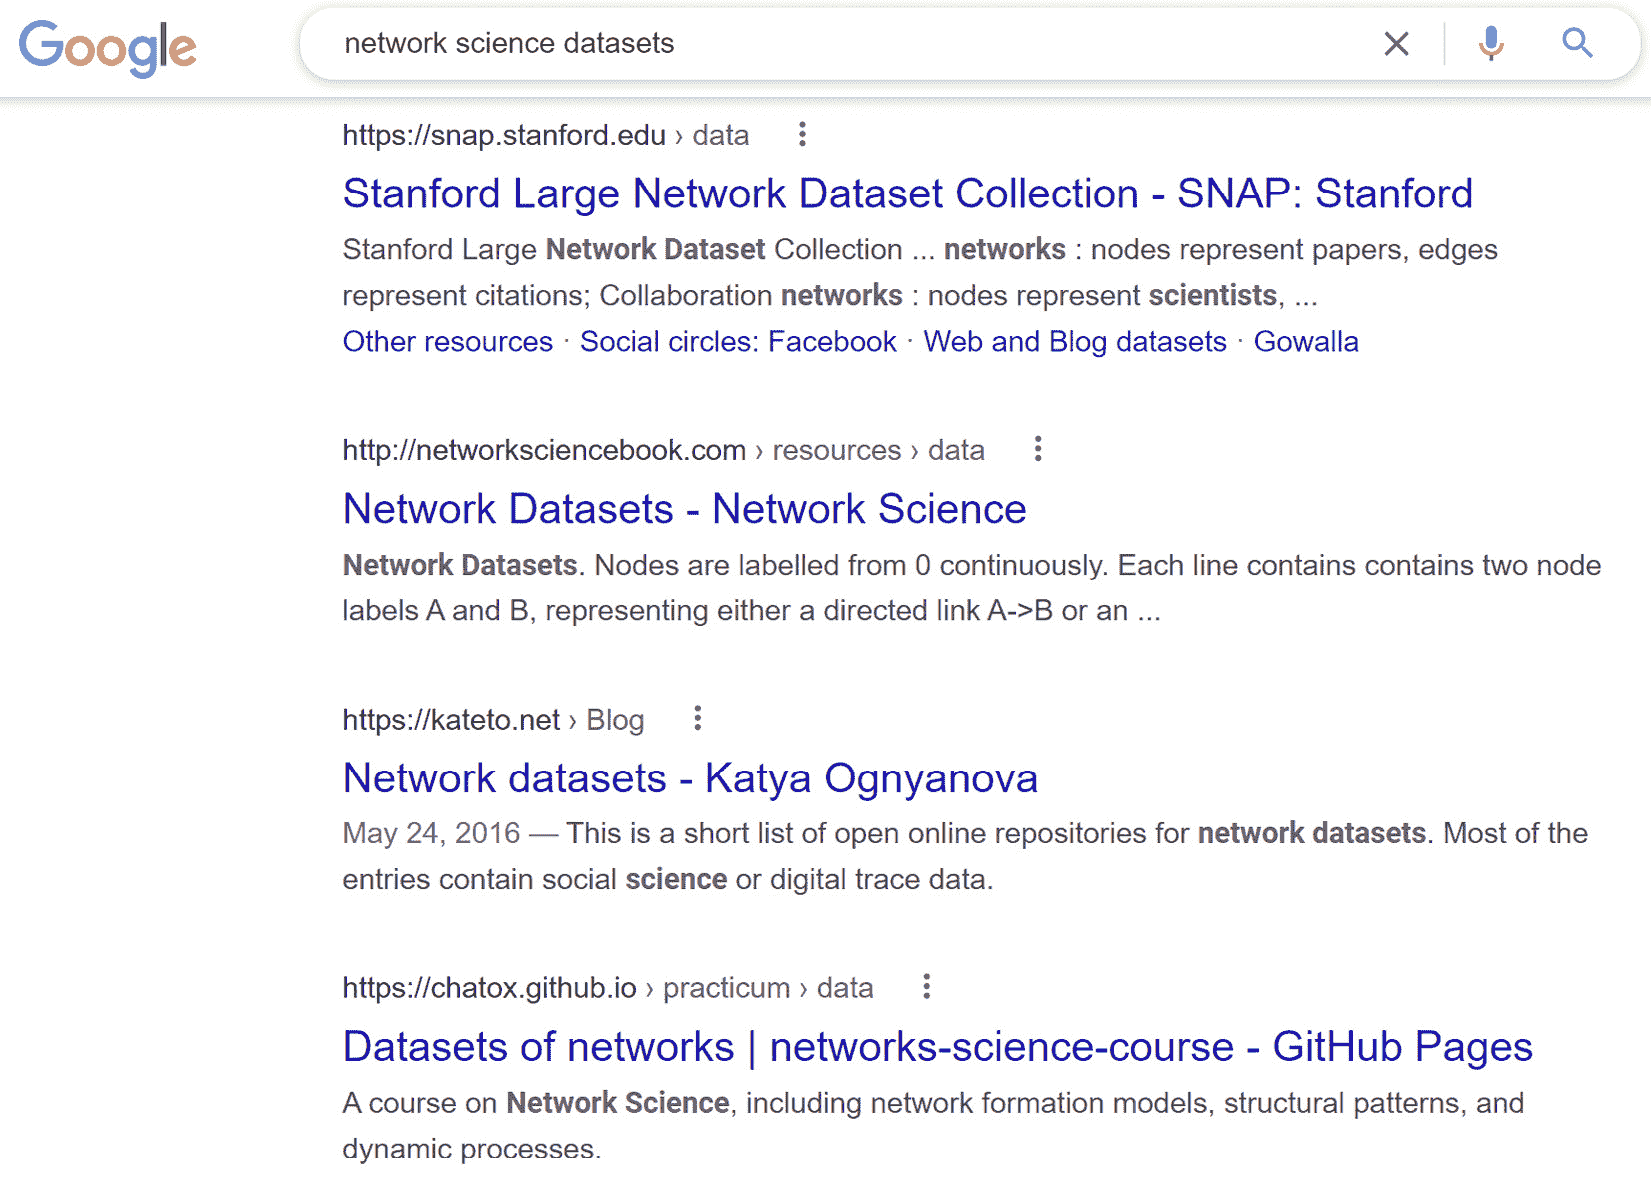 Google
network science datasets
https://snap.stanford.edu › data
Stanford Large Network Dataset Collection - SNAP: Stanford
Stanford Large Network Dataset Collection ... networks : nodes represent papers, edges
represent citations; Collaboration networks : nodes represent scientists, ...
Other resources · Social circles: Facebook · Web and Blog datasets · Gowalla
http://networksciencebook.com › resources › data
Network Datasets - Network Science
Network Datasets. Nodes are labelled from 0 continuously. Each line contains contains two node
labels A and B, representing either a directed link A->B or an ...
https://kateto.net › Blog
Network datasets - Katya Ognyanova
May 24, 2016 — This is a short list of open online repositories for network datasets. Most of the
entries contain social science or digital trace data.
https://chatox.github.io › practicum › data
Datasets of networks | networks-science-course - GitHub Pages
A course on Network Science, including network formation models, structural patterns, and
dynamic processes.